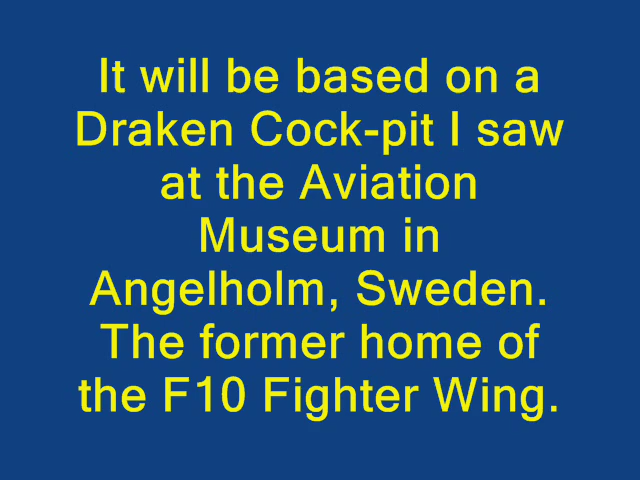 It will be based on a
Draken Cock-pit I saw
at the Aviation
Museum in
Angelholm, Sweden.
The former home of
the F10 Fighter Wing.